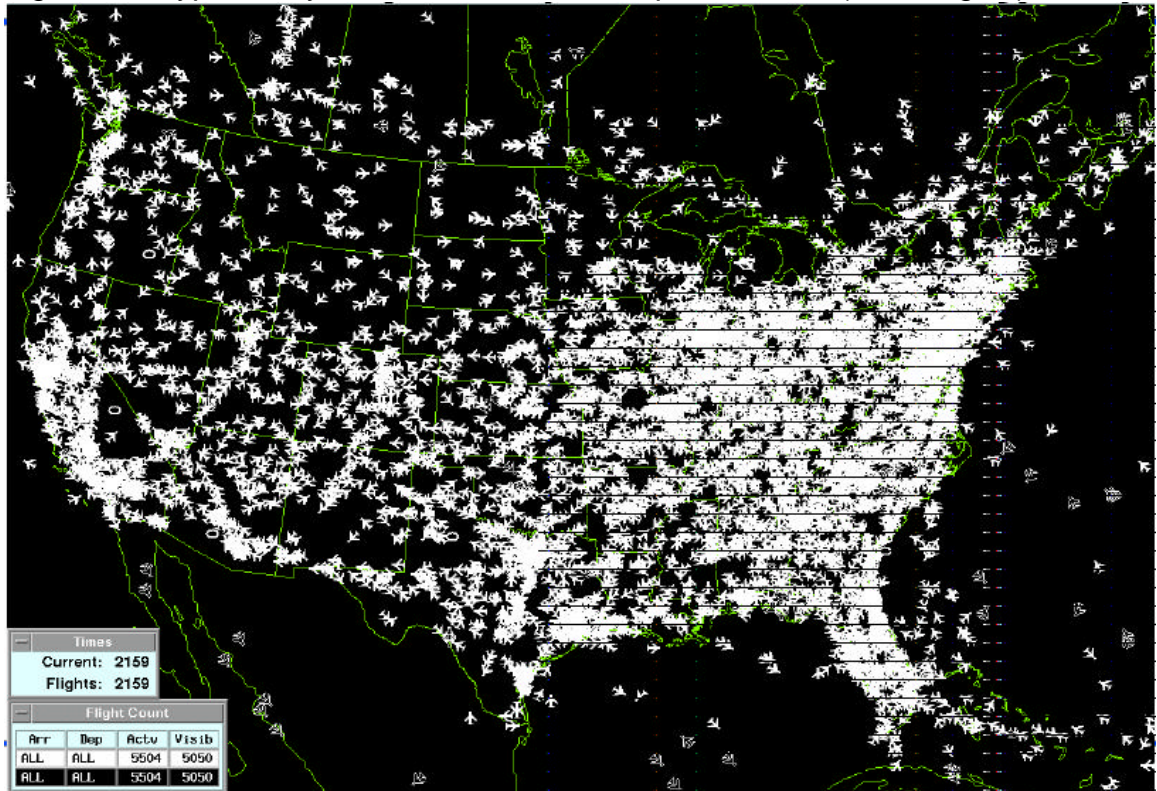 Times
Current: 2159
Flights: 2159
Flight Count
Arr Dep Actv Visib
ALL ALL 5504 5050
ALL ALL 5504 5050